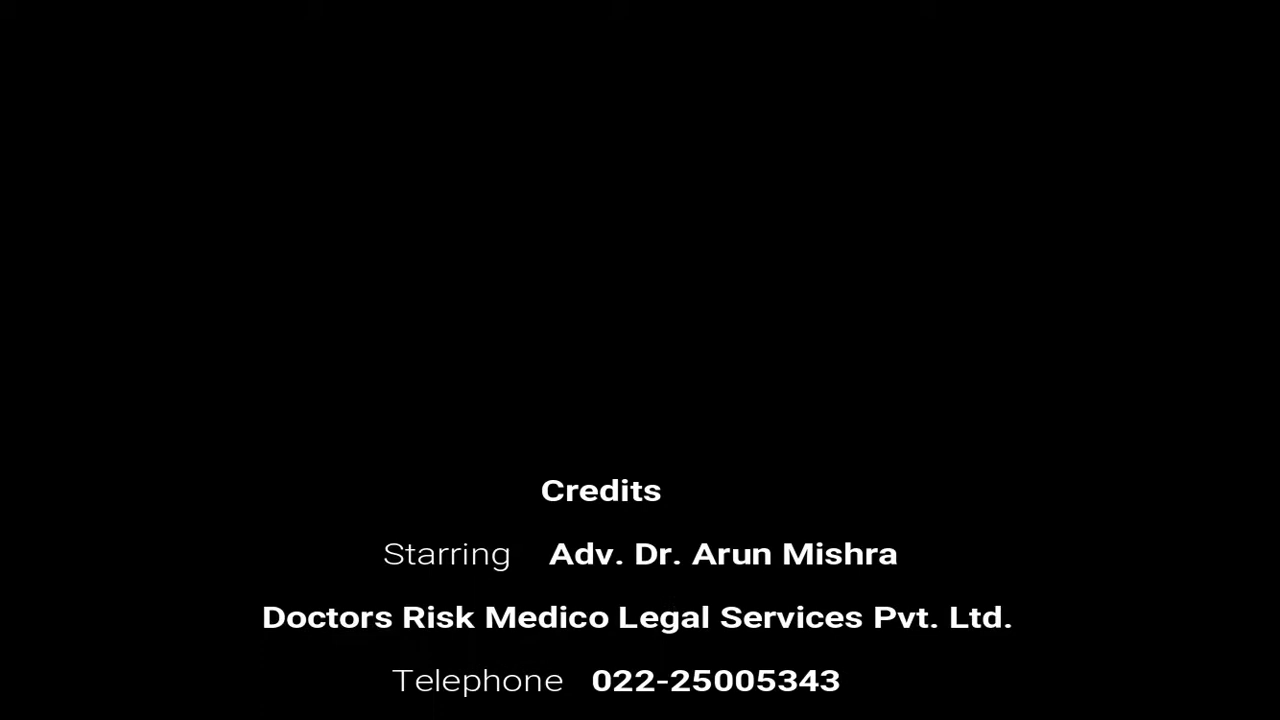 Credits
Starring Adv. Dr. Arun Mishra
Doctors Risk Medico Legal Services Pvt. Ltd.
Telephone 022-25005343